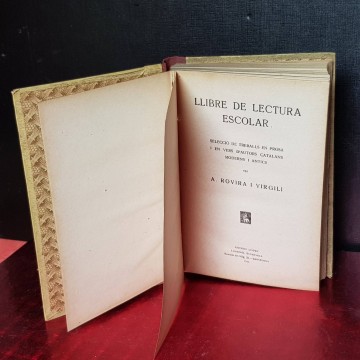 LLIBRE DE LECTURA
ESCOLAR
SELECCIÓ DE TREBALLS EN PROSA
I EN VERS D'AUTORS CATALANS
MODERNS I ANTICS
PER
A. ROVIRA I VIRGILI